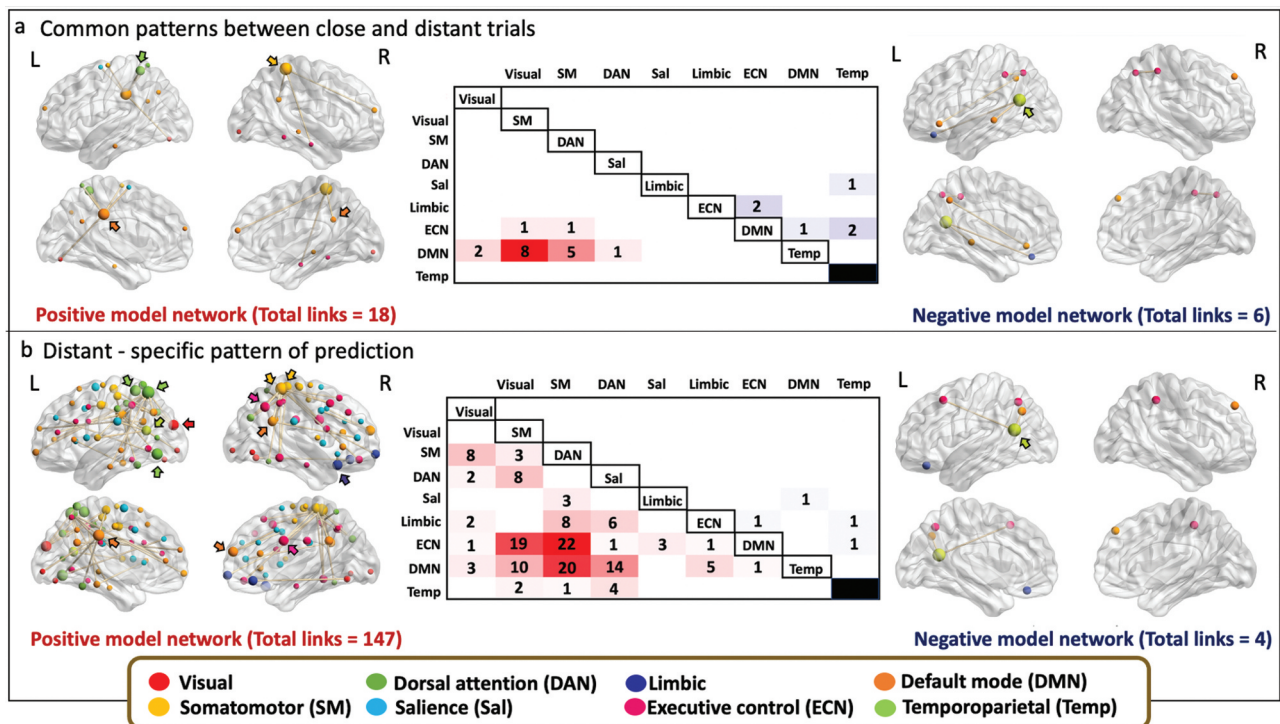 a Common patterns between close and distant trials
L R
Visual SM DAN Sal Limbic ECN DMN Temp
Visual
Visual SM
SM DAN
DAN Sal
Sal Limbic 1
Limbic ECN 2
ECN 1 1 DMN 1 2
DMN 2 8 5 1 Temp
Temp
L R
Positive model network (Total links = 18)
Negative model network (Total links = 6)
b Distant - specific pattern of prediction
L R
Visual SM DAN Sal Limbic ECN DMN Temp
Visual
Visual SM
SM 8 3 DAN
DAN 2 8 Sal
Sal 3 Limbic 1
Limbic 2 8 6 ECN 1 1
ECN 1 19 22 1 3 1 DMN 1
DMN 3 10 20 14 5 1 Temp
Temp 2 1 4
L R
Positive model network (Total links = 147)
Negative model network (Total links = 4)
Visual
Dorsal attention (DAN)
Limbic
Default mode (DMN)
Somatomotor (SM)
Salience (Sal)
Executive control (ECN)
Temporoparietal (Temp)